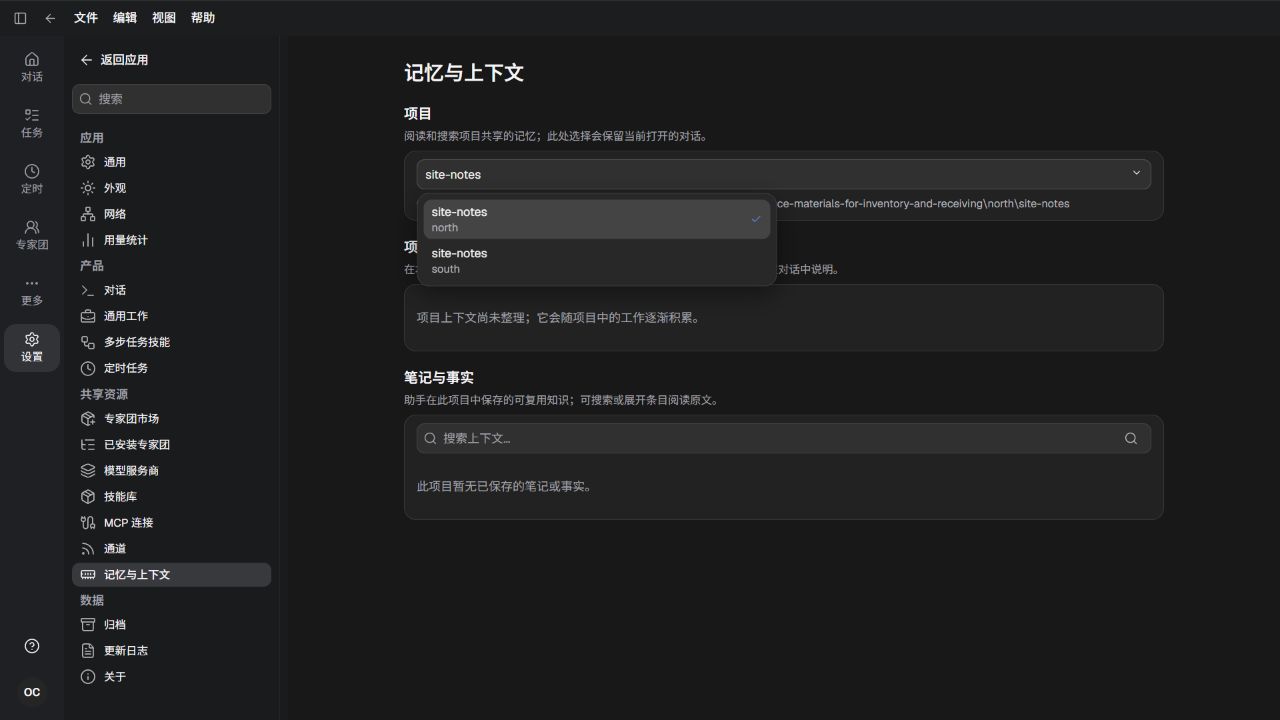 文件 编辑 视图 帮助
对话
任务
定时
专家团
更多
设置
OC
返回应用
搜索
应用
通用
外观
网络
用量统计
产品
对话
通用工作
多步任务技能
定时任务
共享资源
专家团市场
已安装专家团
模型服务商
技能库
MCP 连接
通道
记忆与上下文
数据
归档
更新日志
关于
记忆与上下文
项目
阅读和搜索项目共享的记忆；此处选择会保留当前打开的对话。
site-notes
ce-materials-for-inventory-and-receiving\north\site-notes
site-notes
north
site-notes
south
项
在
对话中说明。
项目上下文尚未整理；它会随项目中的工作逐渐积累。
笔记与事实
助手在此项目中保存的可复用知识；可搜索或展开条目阅读原文。
搜索上下文...
此项目暂无已保存的笔记或事实。